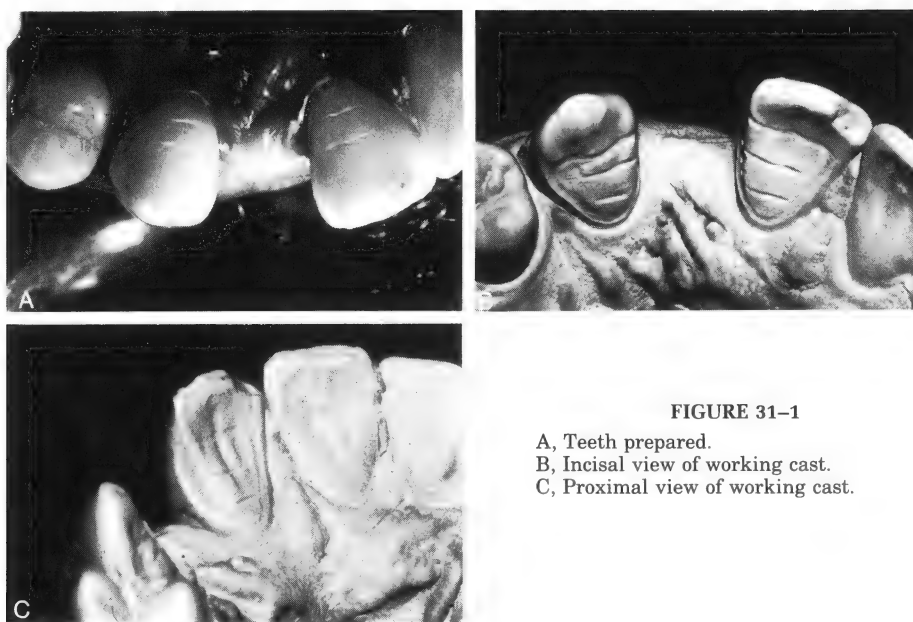 A
B
C
FIGURE 31–1
A, Teeth prepared.
B, Incisal view of working cast.
C, Proximal view of working cast.